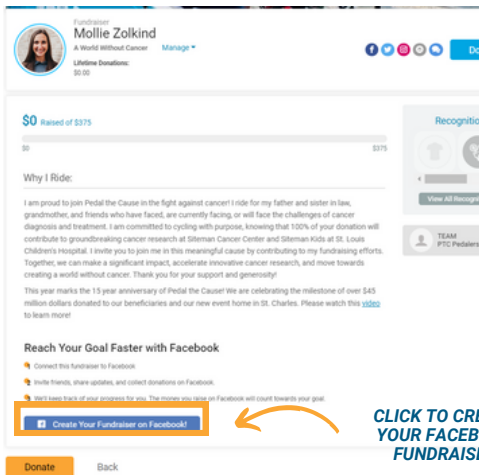 Fundraiser
Mollie Zolkind
A World Without Cancer Manage
Lifetime Donations:
$0.00
Do
$0 Raised of $375
$0 $375
Recognitio
View All Recogni
TEAM
PTC Pedalers
Why I Ride:
I am proud to join Pedal the Cause in the fight against cancer! I ride for my father and sister in law,
grandmother, and friends who have faced, are currently facing, or will face the challenges of cancer
diagnosis and treatment. I am committed to cycling with purpose, knowing that 100% of your donation will
contribute to groundbreaking cancer research at Siteman Cancer Center and Siteman Kids at St. Louis
Children's Hospital. I invite you to join me in this meaningful cause by contributing to my fundraising efforts.
Together, we can make a significant impact, accelerate innovative cancer research, and move towards
creating a world without cancer. Thank you for your support and generosity!
This year marks the 15 year anniversary of Pedal the Cause! We are celebrating the milestone of over $45
million dollars donated to our beneficiaries and our new event home in St. Charles. Please watch this video
to learn more!
Reach Your Goal Faster with Facebook
Connect this fundraiser to Facebook
Invite friends, share updates, and collect donations on Facebook.
We'll keep track of your progress for you. The money you raise on Facebook will count towards your goal.
Create Your Fundraiser on Facebook!
CLICK TO CRE
YOUR FACEB
FUNDRAISE
Donate Back